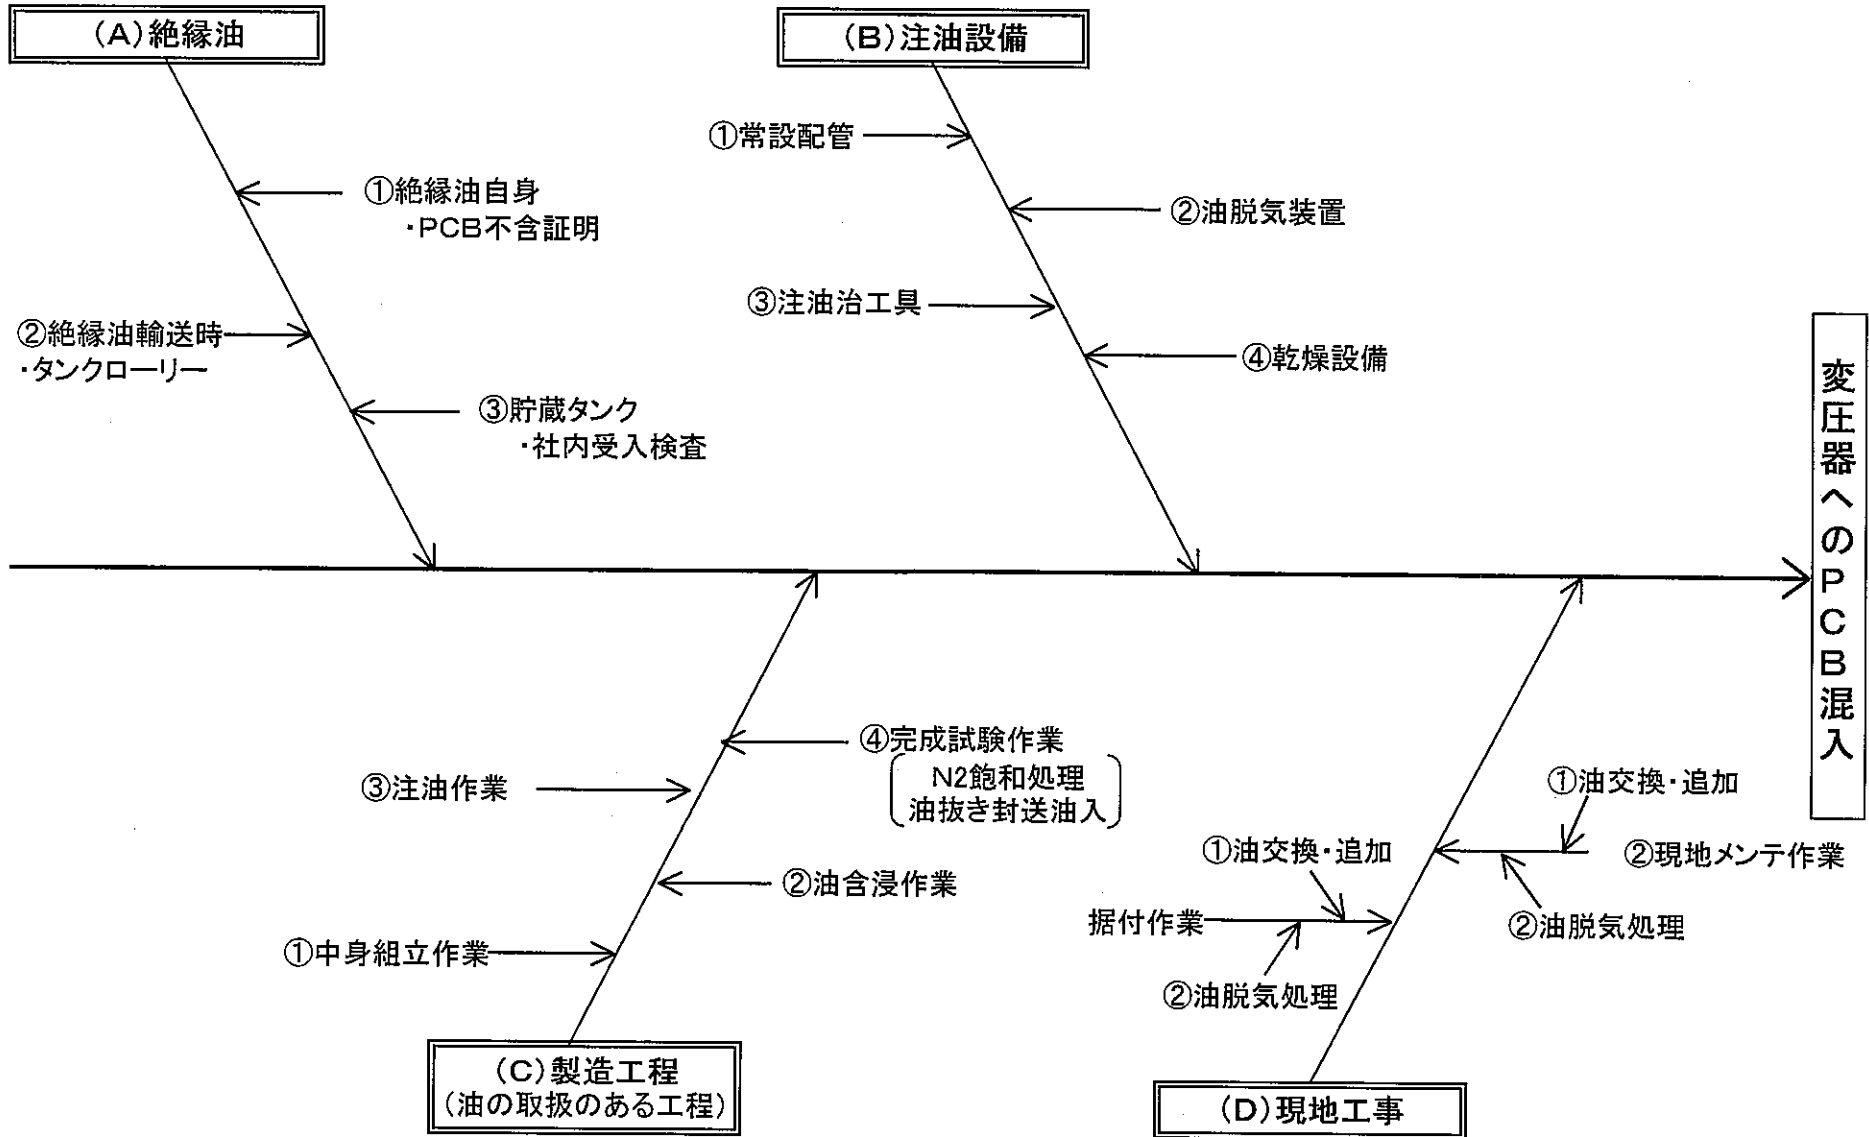 (A)絶縁油
(B)注油設備
①常設配管
①絶縁油自身
・PCB不含証明
②油脱気装置
③注油治工具
②絶縁油輸送時
・タンクローリー
④乾燥設備
③貯蔵タンク
・社内受入検査
変圧器へのPCB混入
④完成試験作業
N2飽和処理
油抜き封送油入
③注油作業
②油含浸作業
①中身組立作業
(C)製造工程
(油の取扱のある工程)
①油交換・追加
②現地メンテ作業
②油脱気処理
①油交換・追加
据付作業
②油脱気処理
(D)現地工事